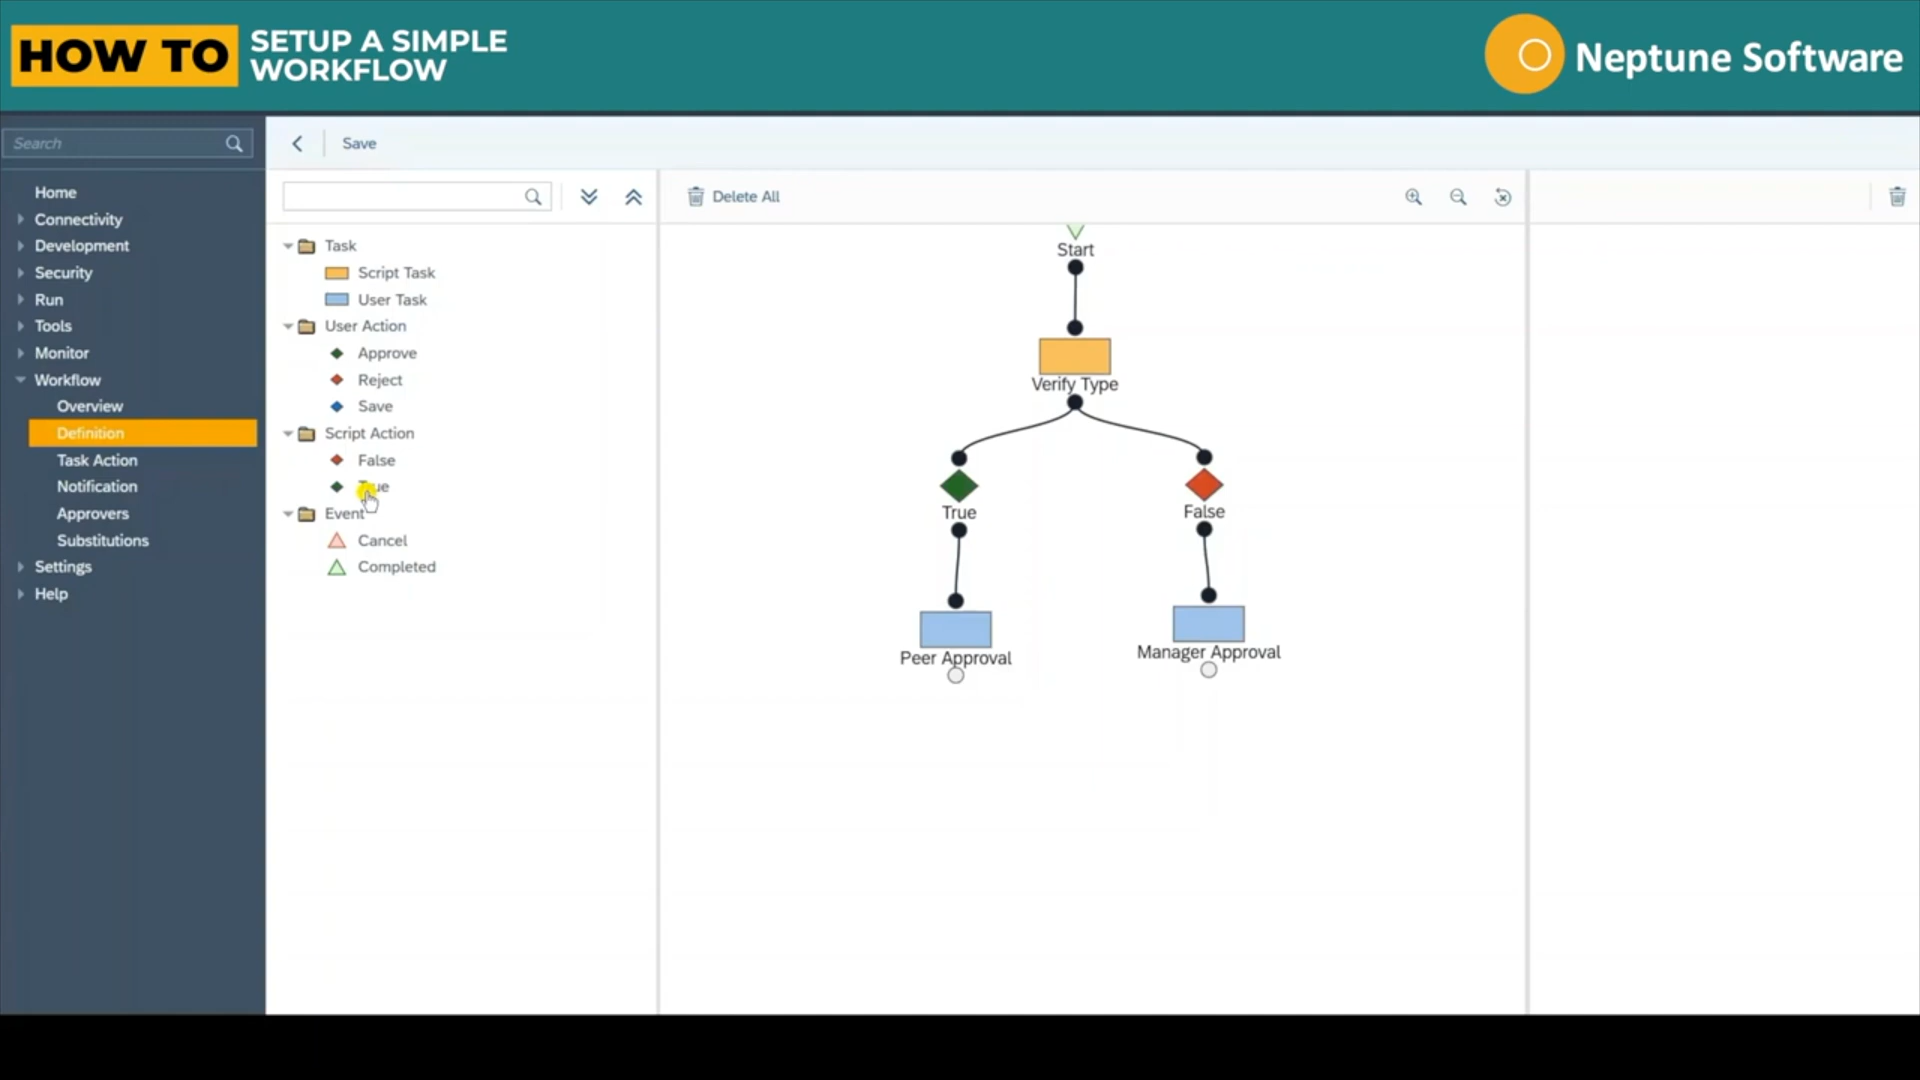 HOW TO
SETUP A SIMPLE
WORKFLOW
Neptune Software
Search
Save
Home
Connectivity
Development
Security
Run
Tools
Monitor
Workflow
Overview
Definition
Task Action
Notification
Approvers
Substitutions
Settings
Help
Task
Script Task
User Task
User Action
Approve
Reject
Save
Script Action
False
True
Event
Cancel
Completed
Delete All
Start
Verify Type
True
False
Peer Approval
Manager Approval